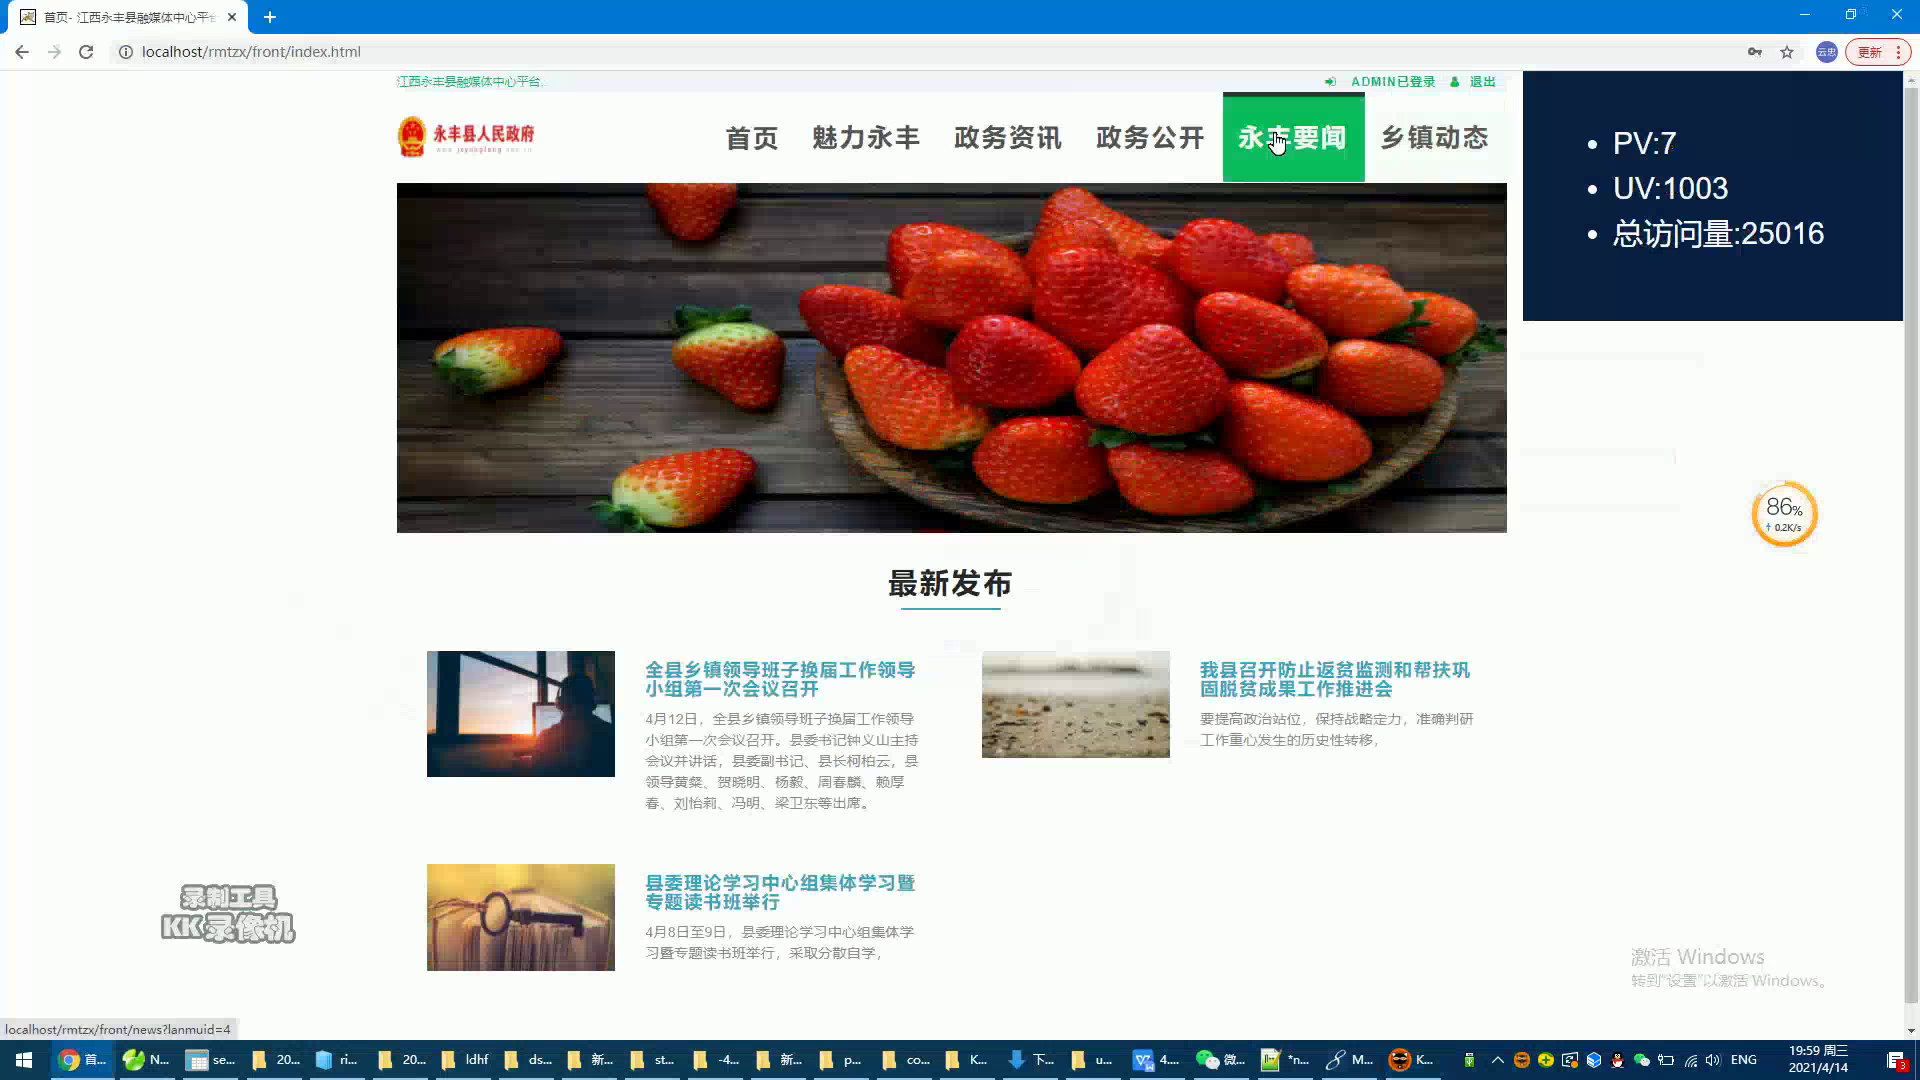 首页- 江西永丰县融媒体中心平台
localhost/rmtzx/front/index.html
云忠
更新
江西永丰县融媒体中心平台.
ADMIN已登录
退出
永丰县人民政府
首页
魅力永丰
政务资讯
政务公开
永丰要闻
乡镇动态
PV:7
UV:1003
总访问量:25016
86%
0.2K/s
最新发布
全县乡镇领导班子换届工作领导
小组第一次会议召开
4月12日，全县乡镇领导班子换届工作领导
小组第一次会议召开。县委书记钟义山主持
会议并讲话，县委副书记、县长柯柏云，县
领导黄燊、贺晓明、杨毅、周春麟、赖厚
春、刘怡莉、冯明、梁卫东等出席。
我县召开防止返贫监测和帮扶巩
固脱贫成果工作推进会
要提高政治站位，保持战略定力，准确判研
工作重心发生的历史性转移，
县委理论学习中心组集体学习暨
专题读书班举行
4月8日至9日，县委理论学习中心组集体学
习暨专题读书班举行，采取分散自学，
录制工具
KK录像机
激活 Windows
转到"设置"以激活 Windows。
localhost/rmtzx/front/news?lanmuid=4
首...
N...
se...
20...
ri...
20...
ldhf
ds...
新...
st...
-4...
新...
p...
co...
K...
下...
u...
4....
微...
*n...
M...
K...
ENG
19:59 周三
2021/4/14
3